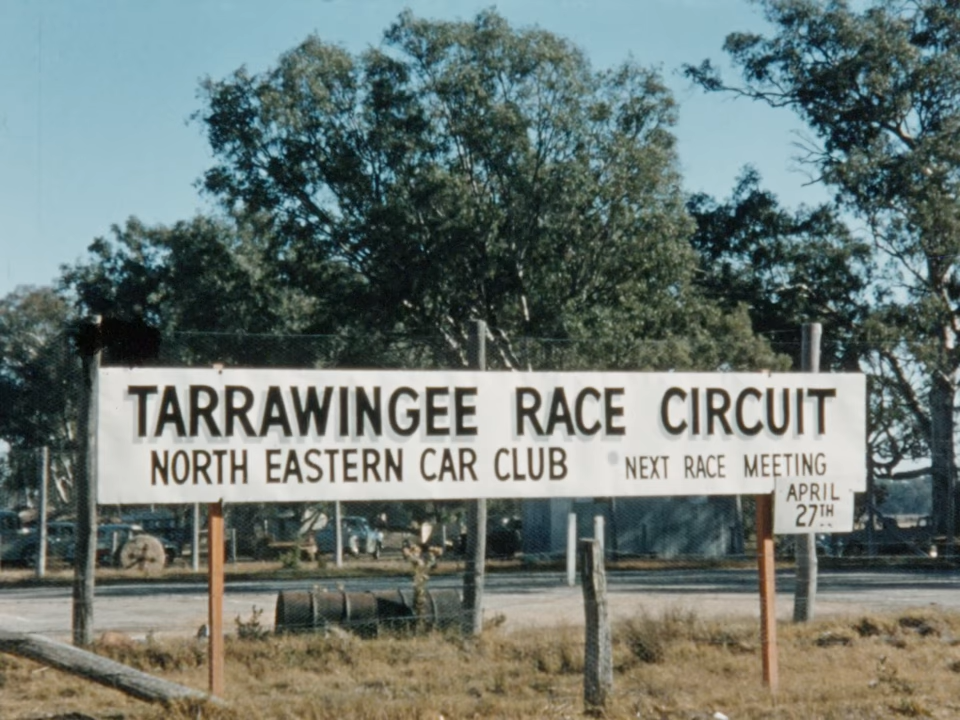 TARRAWINGEE RACE CIRCUIT
NORTH EASTERN CAR CLUB NEXT RACE MEETING
APRIL
27TH